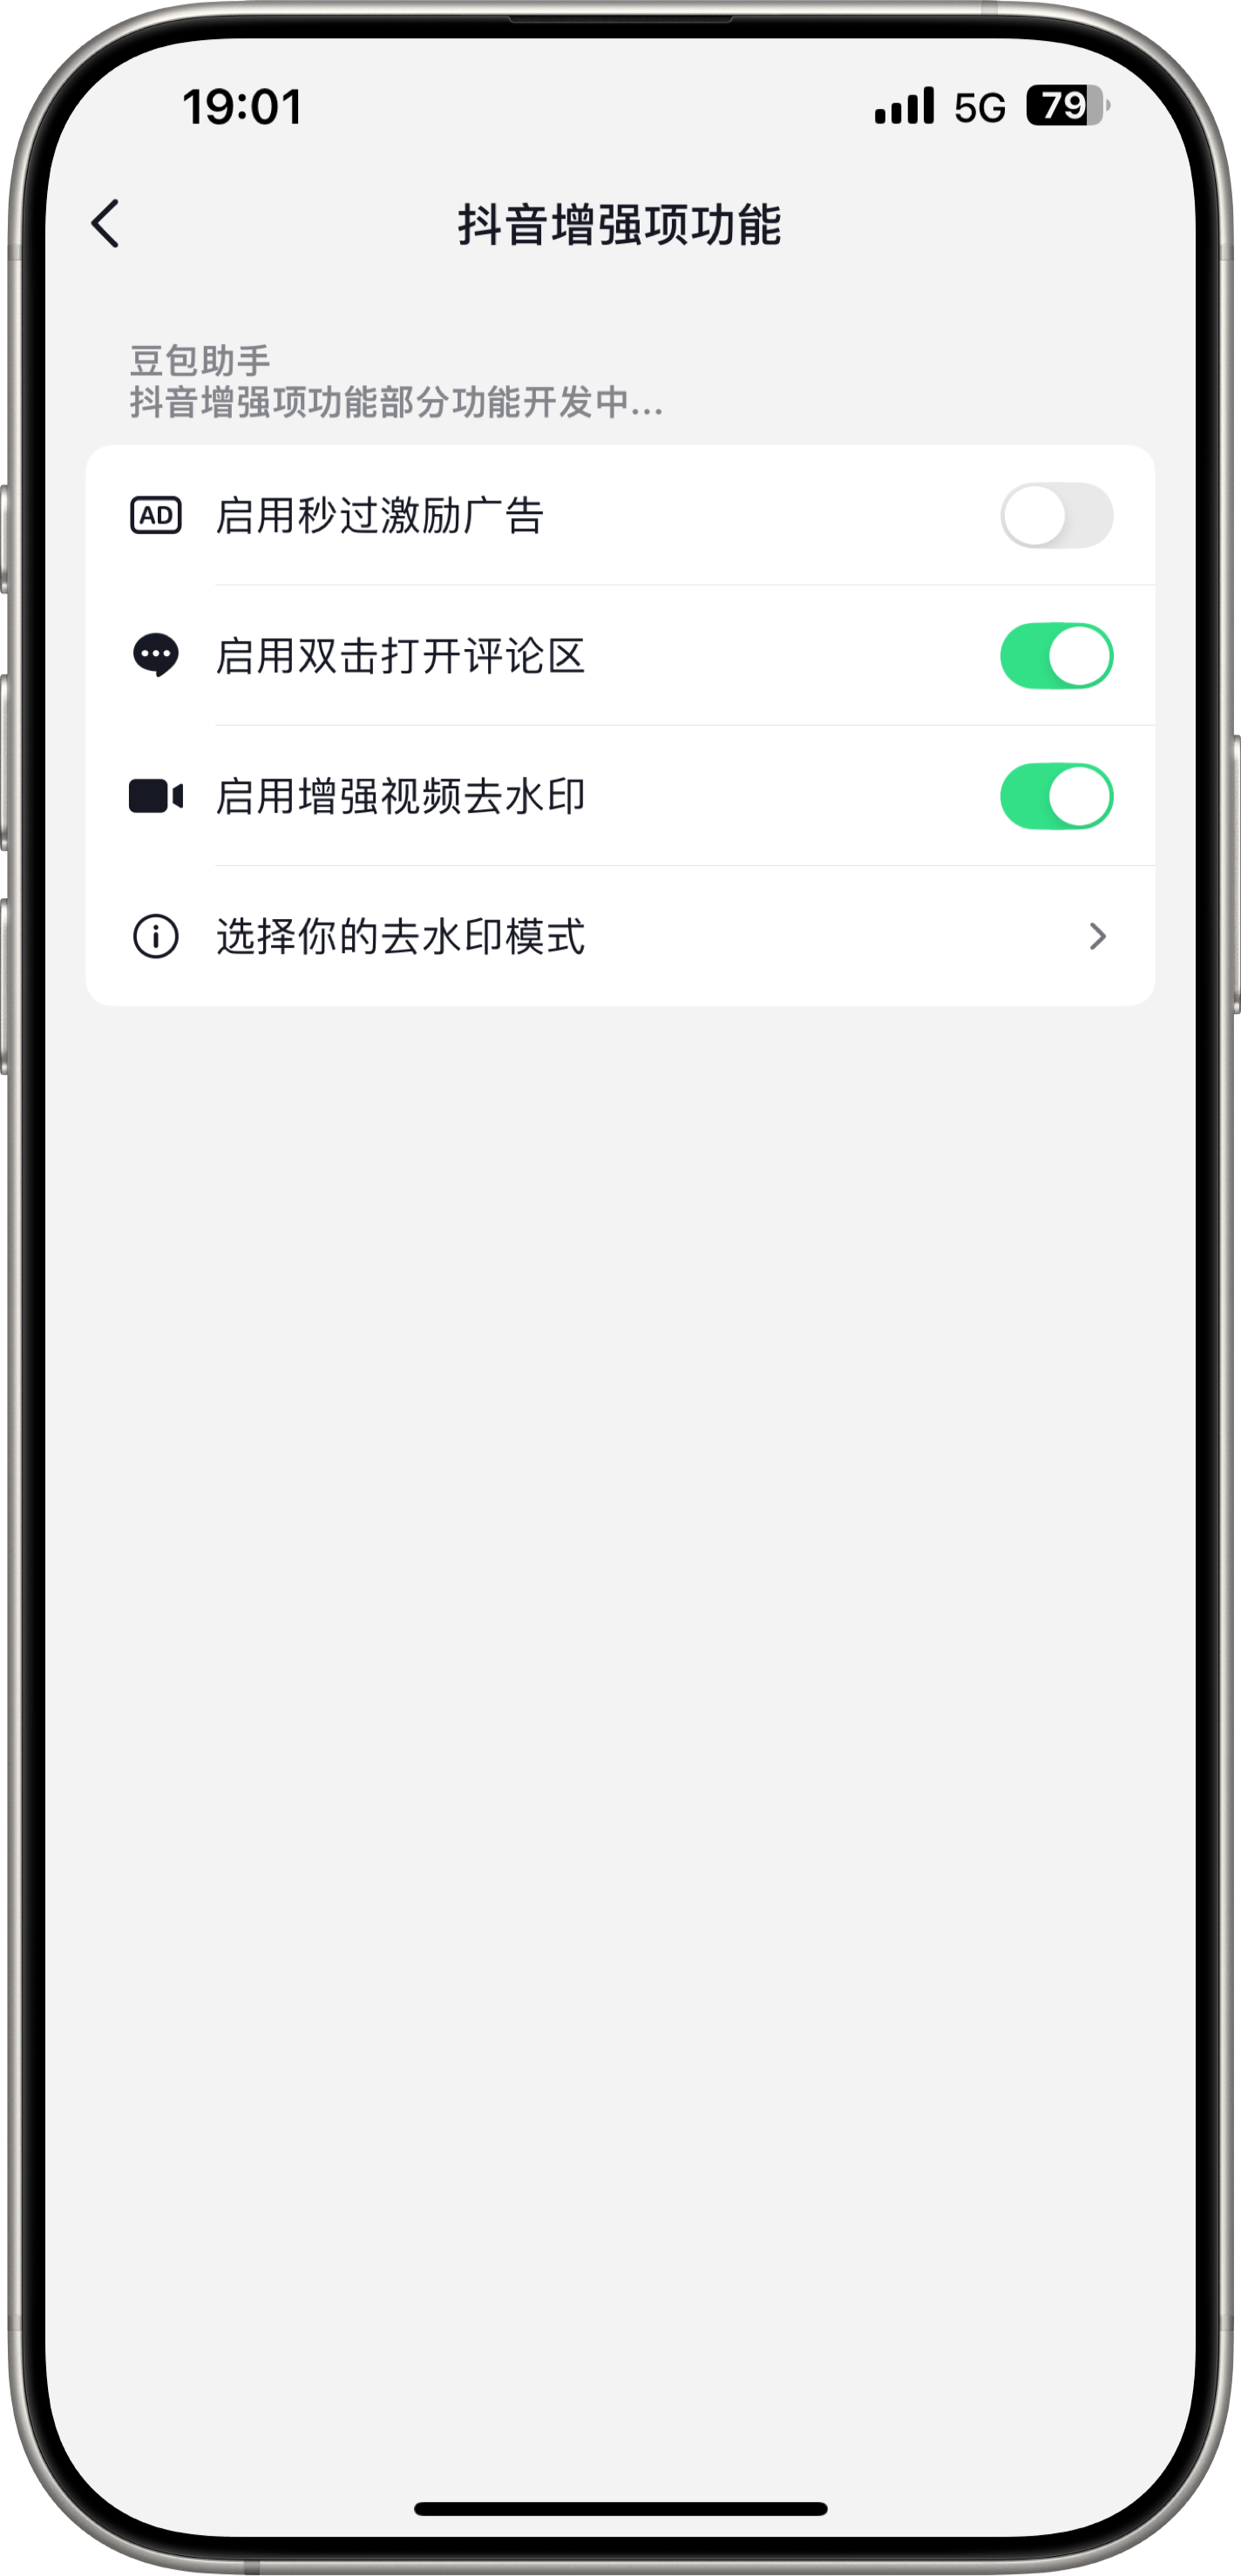 19:01
5G 79
抖音增强项功能
豆包助手
抖音增强项功能部分功能开发中...
AD 启用秒过激励广告
启用双击打开评论区
启用增强视频去水印
选择你的去水印模式